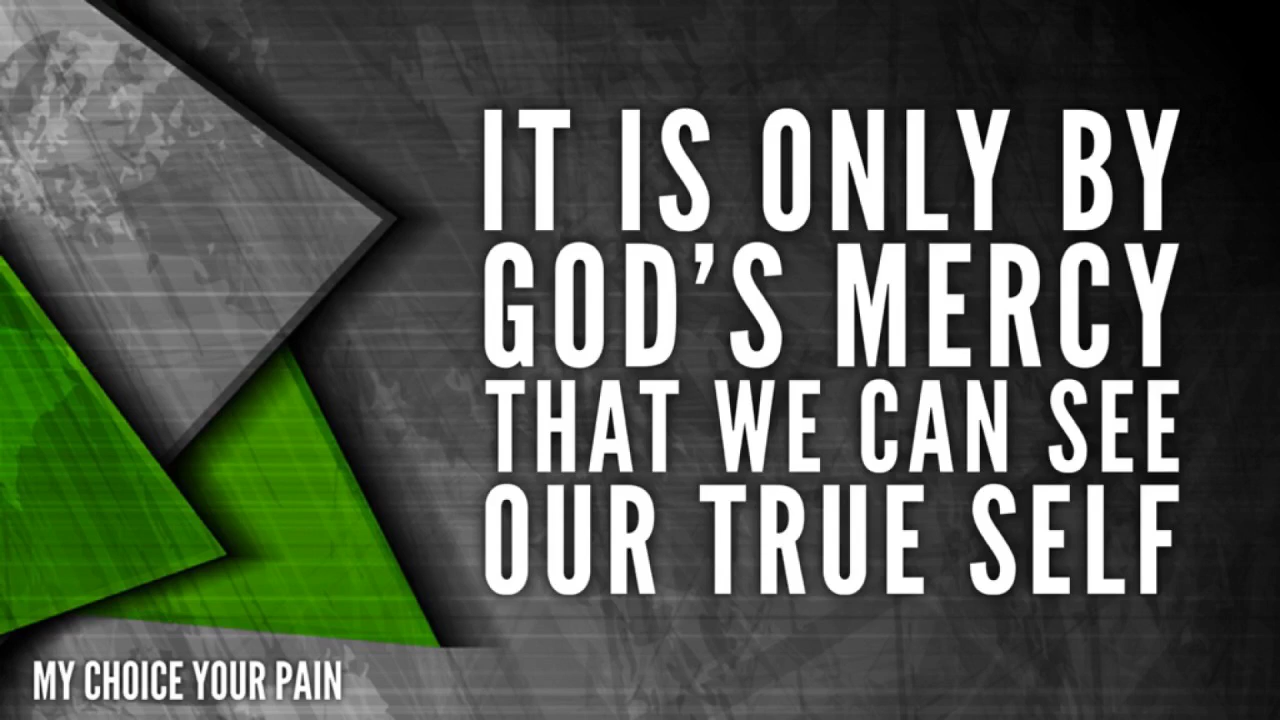 IT IS ONLY BY
GOD'S MERCY
THAT WE CAN SEE
OUR TRUE SELF
MY CHOICE YOUR PAIN